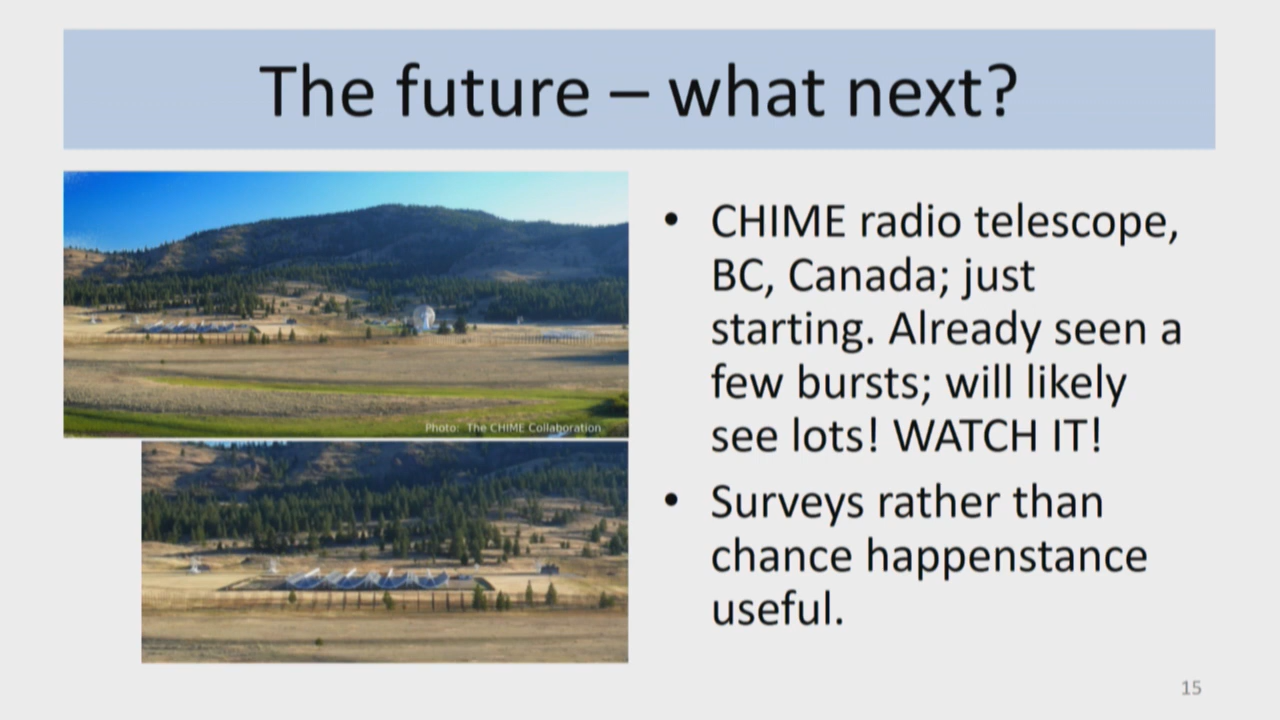 The future – what next?
Photo: The CHIME Collaboration
• CHIME radio telescope,
BC, Canada; just
starting. Already seen a
few bursts; will likely
see lots! WATCH IT!
• Surveys rather than
chance happenstance
useful.
15